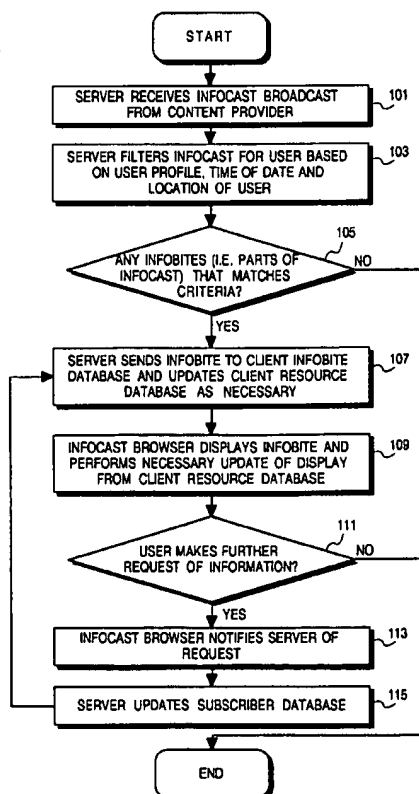 START
SERVER RECEIVES INFOCAST BROADCAST
FROM CONTENT PROVIDER
101
SERVER FILTERS INFOCAST FOR USER BASED
ON USER PROFILE, TIME OF DATE AND
LOCATION OF USER
103
ANY INFOBITES (I.E. PARTS OF
INFOCAST) THAT MATCHES
CRITERIA?
105
NO
YES
SERVER SENDS INFOBITE TO CLIENT INFOBITE
DATABASE AND UPDATES CLIENT RESOURCE
DATABASE AS NECESSARY
107
INFOCAST BROWSER DISPLAYS INFOBITE AND
PERFORMS NECESSARY UPDATE OF DISPLAY
FROM CLIENT RESOURCE DATABASE
109
USER MAKES FURTHER
REQUEST OF INFORMATION?
111
NO
YES
INFOCAST BROWSER NOTIFIES SERVER OF
REQUEST
113
SERVER UPDATES SUBSCRIBER DATABASE
115
END